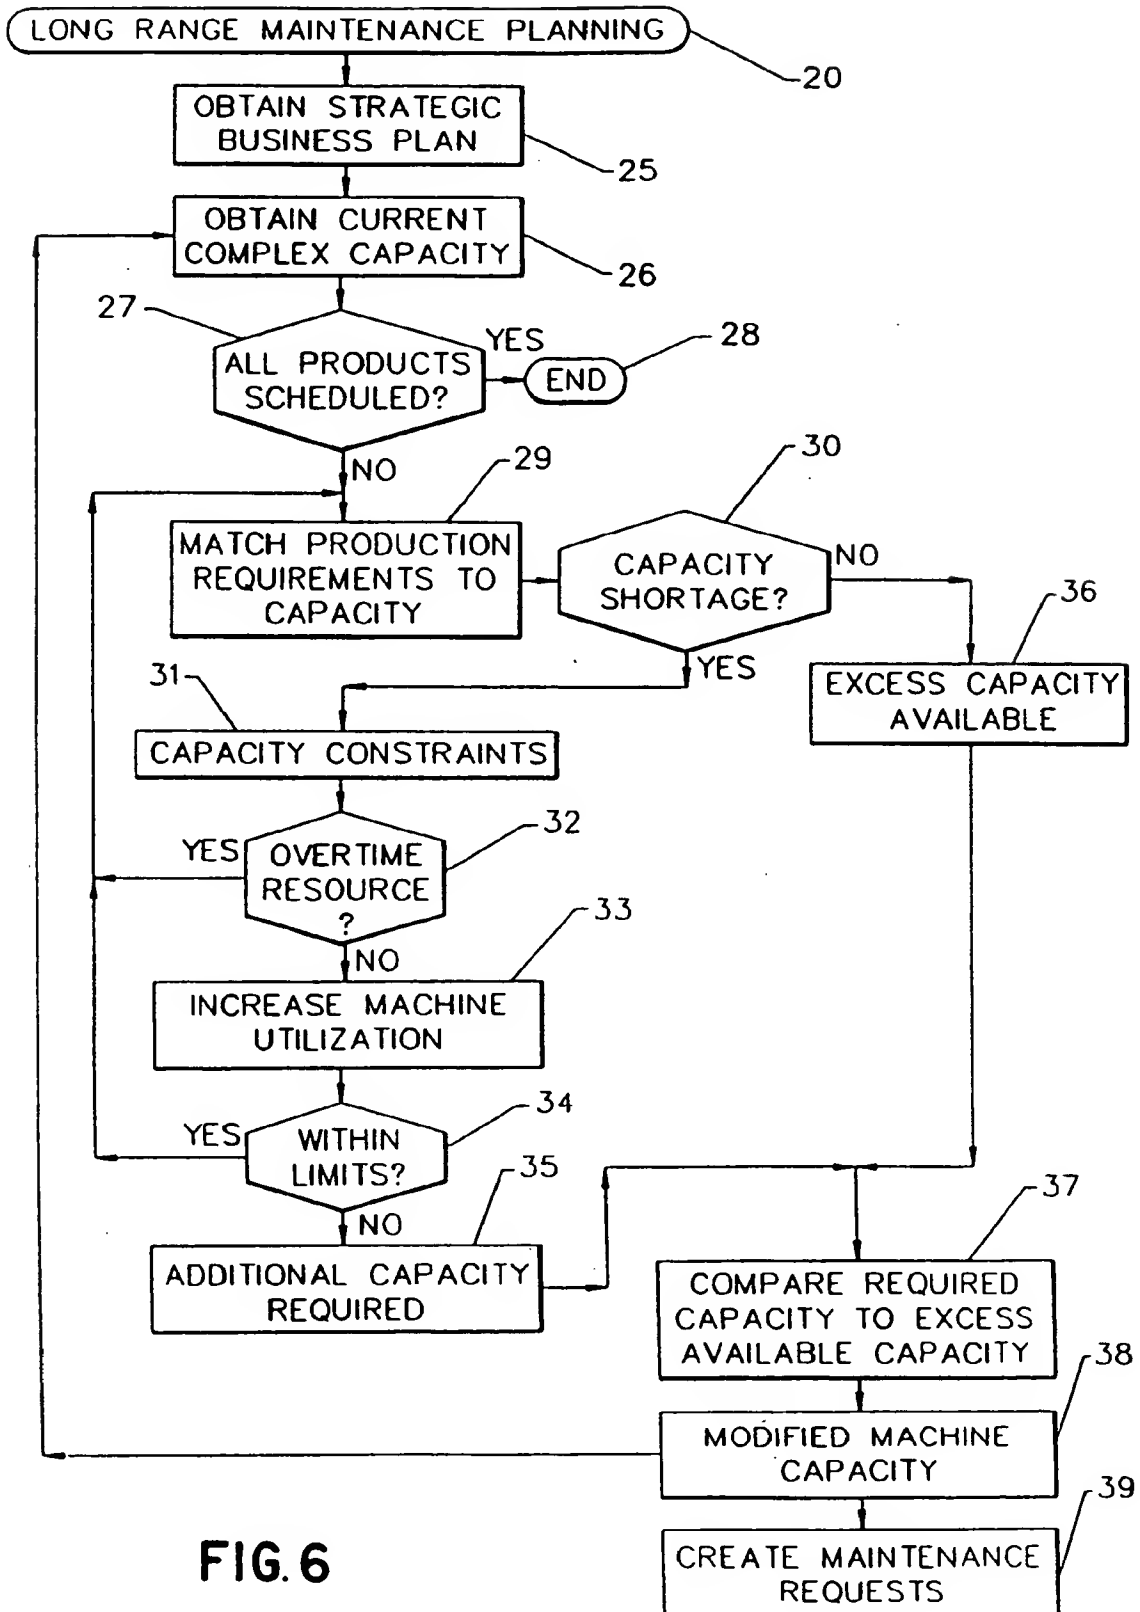 LONG RANGE MAINTENANCE PLANNING
20
OBTAIN STRATEGIC
BUSINESS PLAN
25
OBTAIN CURRENT
COMPLEX CAPACITY
26
27
ALL PRODUCTS
SCHEDULED?
YES
END
28
NO
29
MATCH PRODUCTION
REQUIREMENTS TO
CAPACITY
30
CAPACITY
SHORTAGE?
NO
YES
36
EXCESS CAPACITY
AVAILABLE
31
CAPACITY CONSTRAINTS
32
YES
OVERTIME
RESOURCE
?
NO
33
INCREASE MACHINE
UTILIZATION
34
YES
WITHIN
LIMITS?
NO
35
ADDITIONAL CAPACITY
REQUIRED
37
COMPARE REQUIRED
CAPACITY TO EXCESS
AVAILABLE CAPACITY
38
MODIFIED MACHINE
CAPACITY
39
CREATE MAINTENANCE
REQUESTS
FIG. 6